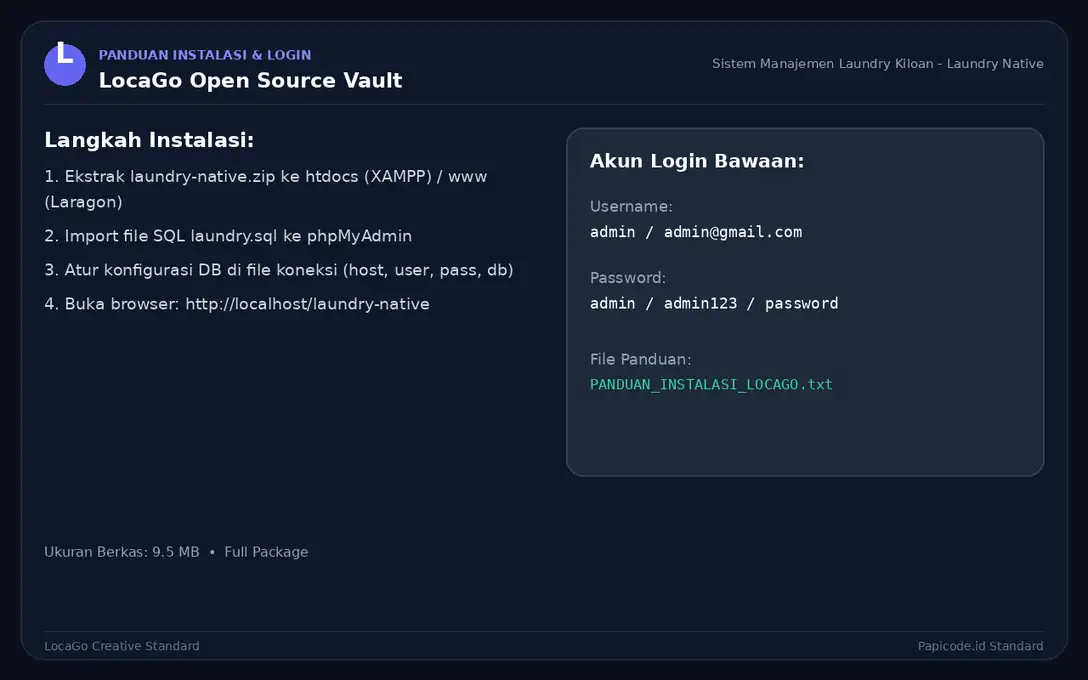 L
PANDUAN INSTALASI & LOGIN
LocaGo Open Source Vault
Sistem Manajemen Laundry Kiloan - Laundry Native
Langkah Instalasi:
1. Ekstrak laundry-native.zip ke htdocs (XAMPP) / www
(Laragon)
2. Import file SQL laundry.sql ke phpMyAdmin
3. Atur konfigurasi DB di file koneksi (host, user, pass, db)
4. Buka browser: http://localhost/laundry-native
Akun Login Bawaan:
Username:
admin / admin@gmail.com
Password:
admin / admin123 / password
File Panduan:
PANDUAN_INSTALASI_LOCAGO.txt
Ukuran Berkas: 9.5 MB • Full Package
LocaGo Creative Standard
Papicode.id Standard